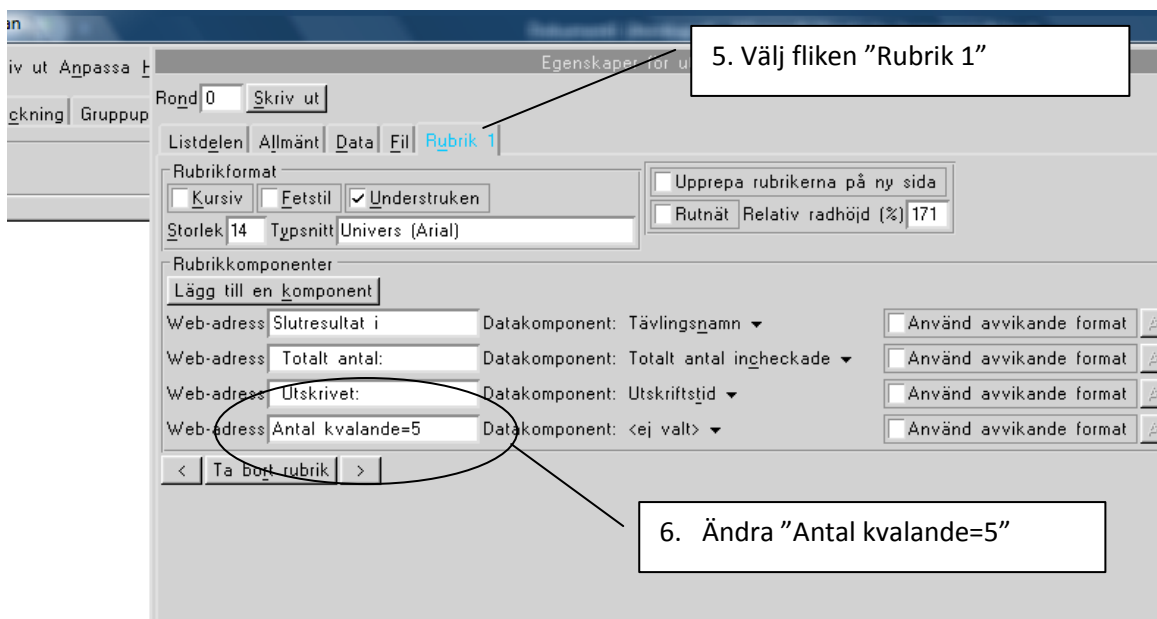 an
iv ut Anpassa H
ckning Gruppup
Egenskaper för u
5. Välj fliken ”Rubrik 1”
Rond 0 Skriv ut
Listdelen Allmänt Data Fil Rubrik 1
Rubrikformat
Kursiv Fetstil Understruken
Storlek 14 Typsnitt Univers (Arial)
Upprepa rubrikerna på ny sida
Rutnät Relativ radhöjd (%) 171
Rubrikkomponenter
Lägg till en komponent
Web-adress Slutresultat i Datakomponent: Tävlingsnamn Använd avvikande format A
Web-adress Totalt antal: Datakomponent: Totalt antal incheckade Använd avvikande format A
Web-adress Utskrivet: Datakomponent: Utskriftstid Använd avvikande format A
Web-adress Antal kvalande=5 Datakomponent: <ej valt> Använd avvikande format A
< Ta bort rubrik >
6. Ändra ”Antal kvalande=5”